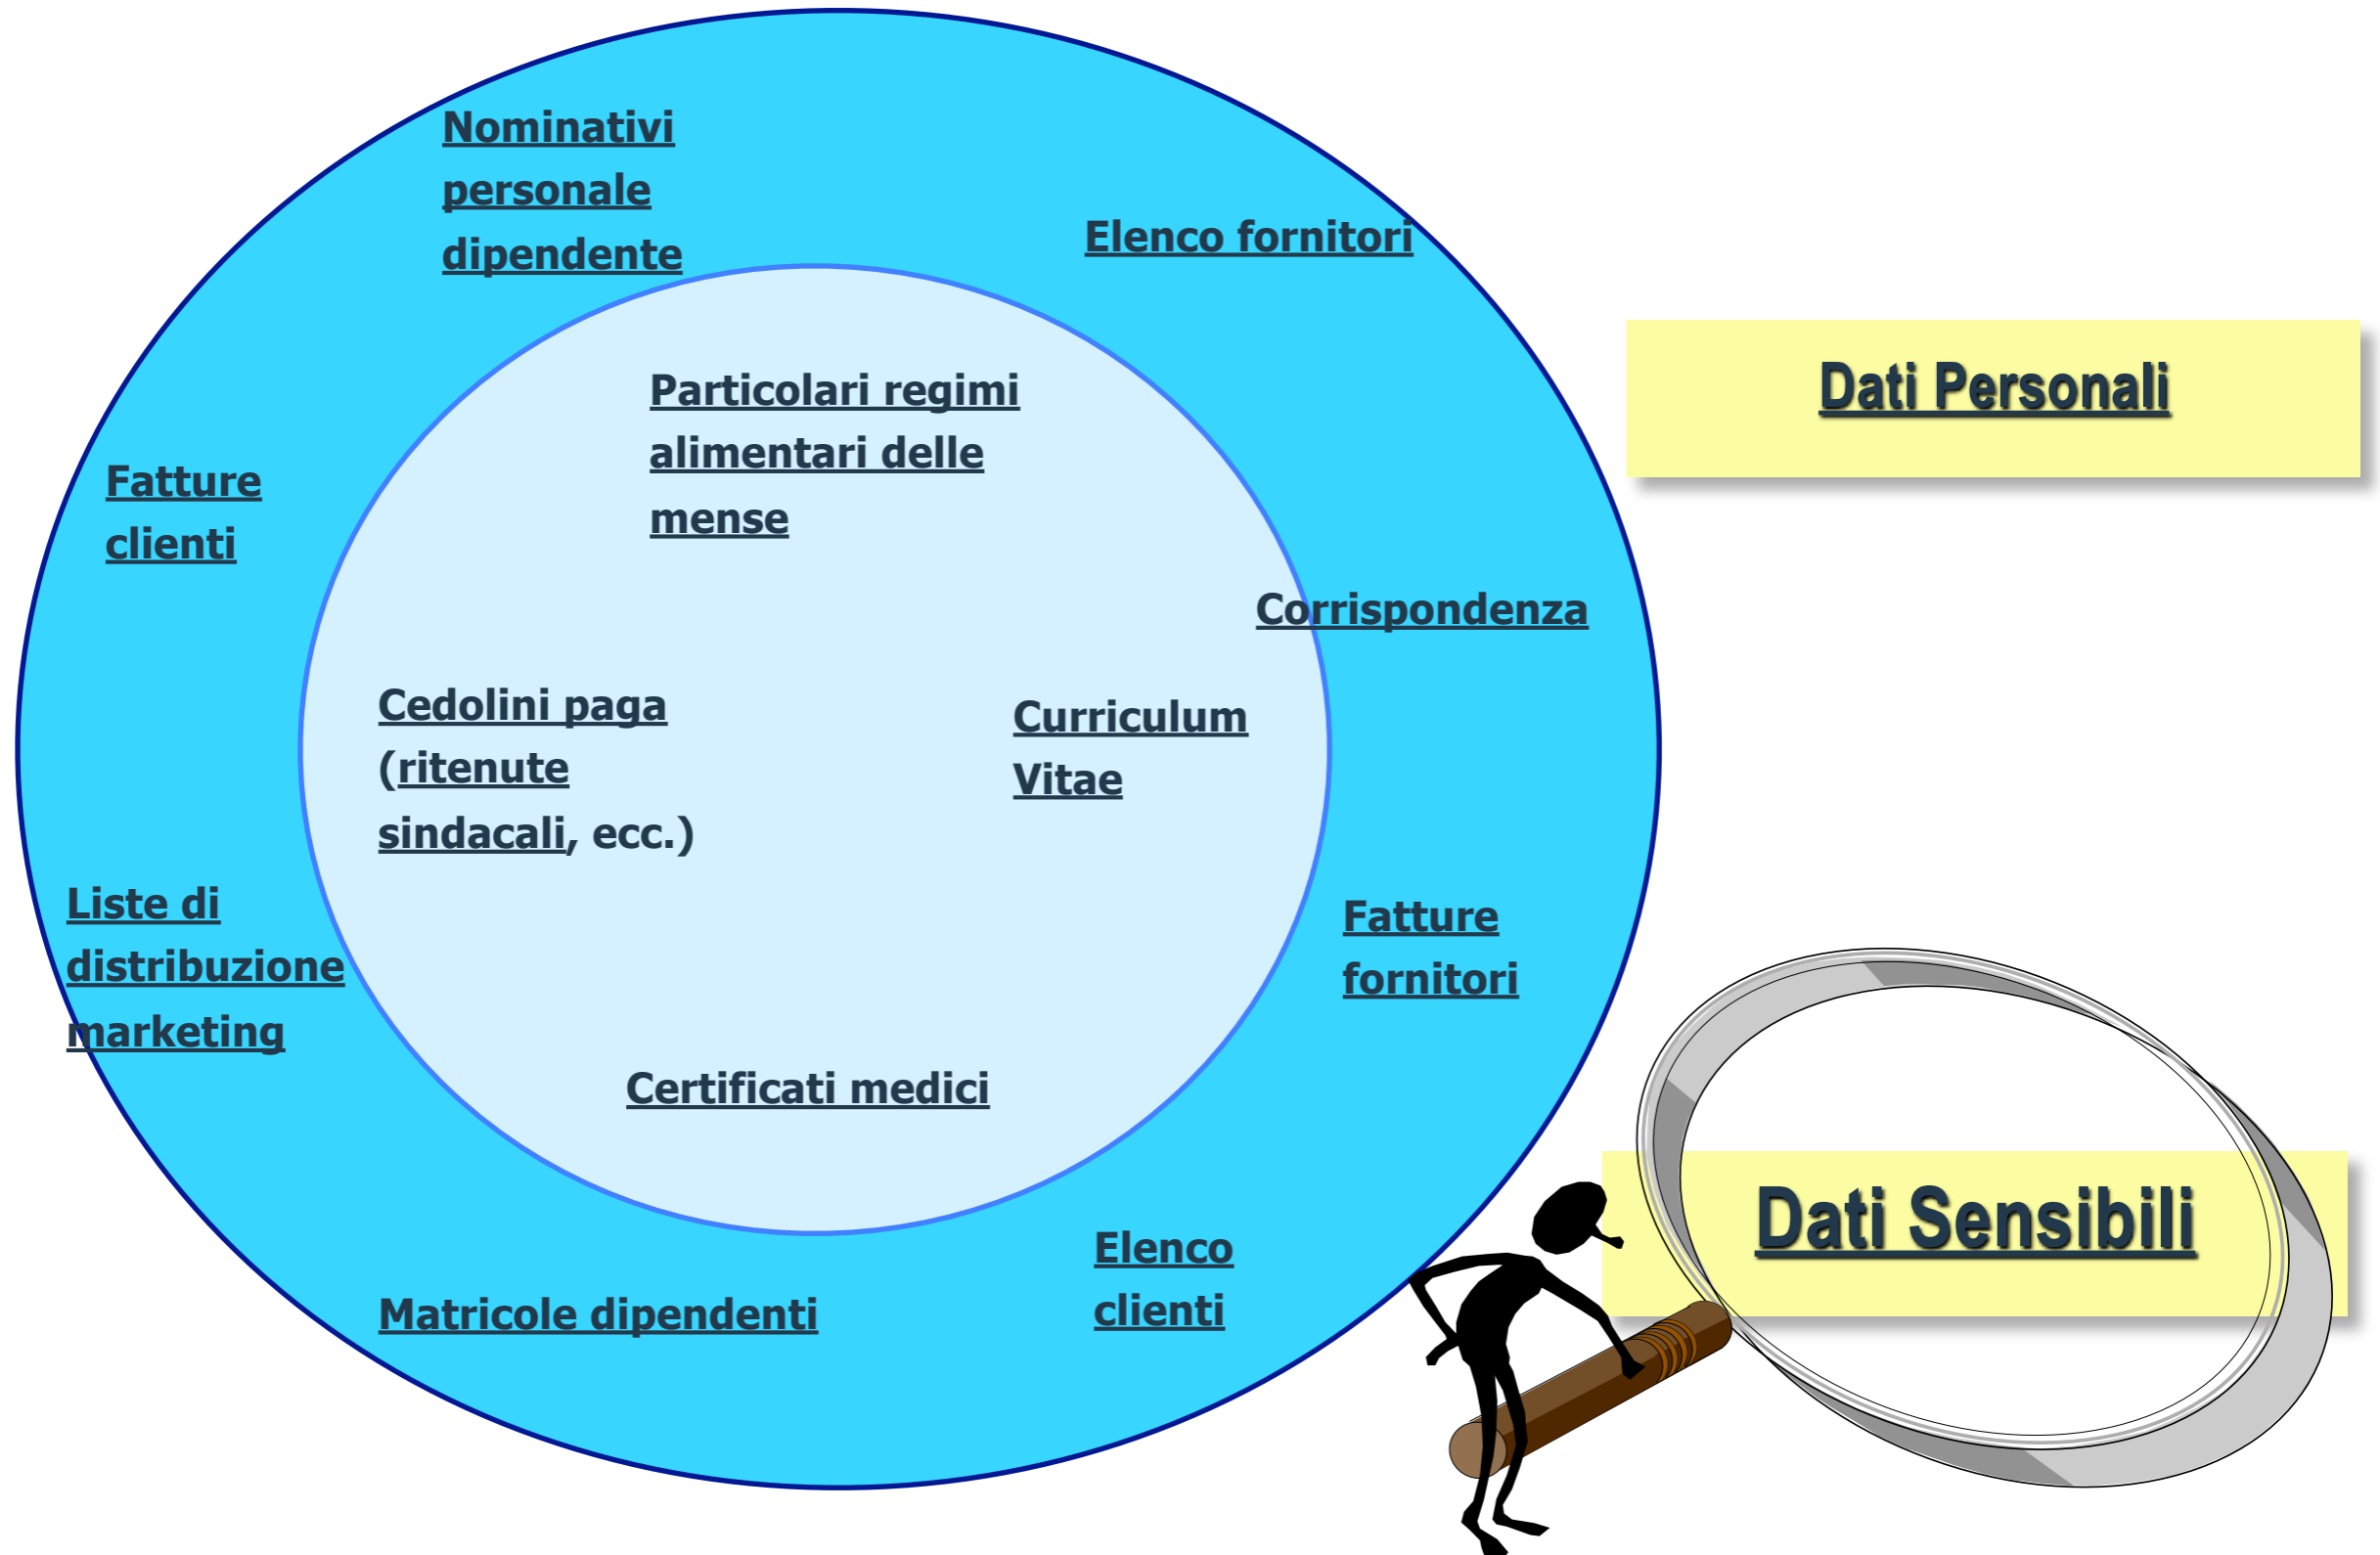 Nominativi
personale
dipendente
Elenco fornitori
Particolari regimi
alimentari delle
mense
Dati Personali
Fatture
clienti
Corrispondenza
Cedolini paga
(ritenute
sindacali, ecc.)
Curriculum
Vitae
Liste di
distribuzione
marketing
Fatture
fornitori
Certificati medici
Dati Sensibili
Matricole dipendenti
Elenco
clienti